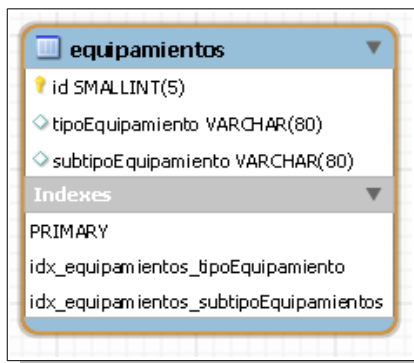 equipamientos
id SMALLINT(5)
tipoEquipamiento VARCHAR(80)
subtipoEquipamiento VARCHAR(80)
Indexes
PRIMARY
idx_equipamientos_tipoEquipamiento
idx_equipamientos_subtipoEquipamientos